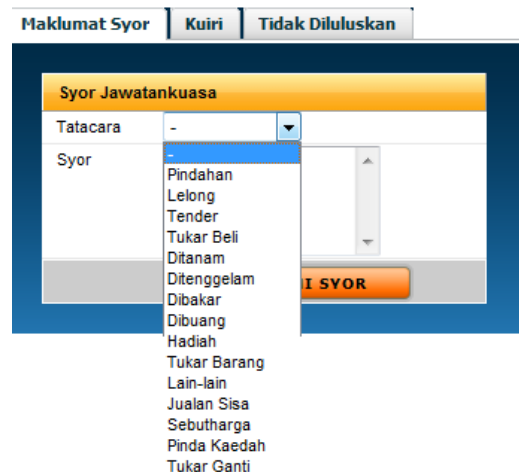 Maklumat Syor Kuiri Tidak Diluluskan
Syor Jawatankuasa
Tatacara -
Syor -
Pindahan
Lelong
Tender
Tukar Beli
Ditanam
Ditenggelam
Dibakar I SYOR
Dibuang
Hadiah
Tukar Barang
Lain-lain
Jualan Sisa
Sebutharga
Pinda Kaedah
Tukar Ganti